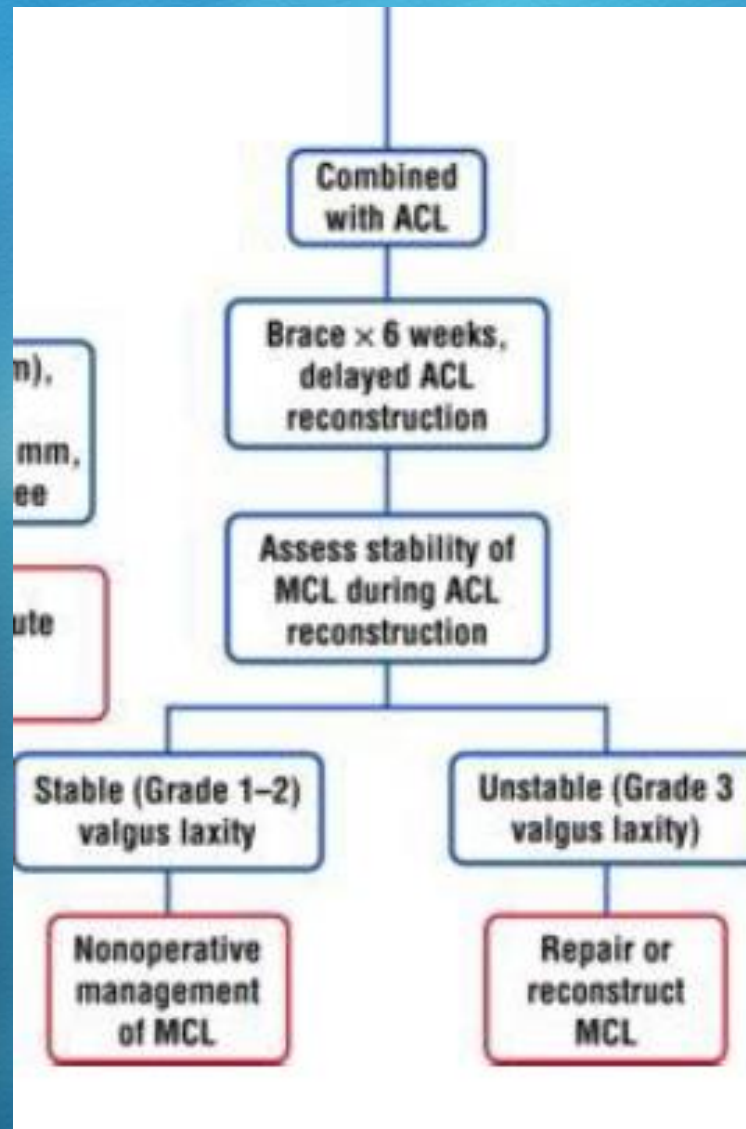 Combined
with ACL
Brace × 6 weeks,
delayed ACL
reconstruction
m),
mm,
ee
Assess stability of
MCL during ACL
reconstruction
ute
Stable (Grade 1–2)
valgus laxity
Unstable (Grade 3
valgus laxity)
Nonoperative
management
of MCL
Repair or
reconstruct
MCL